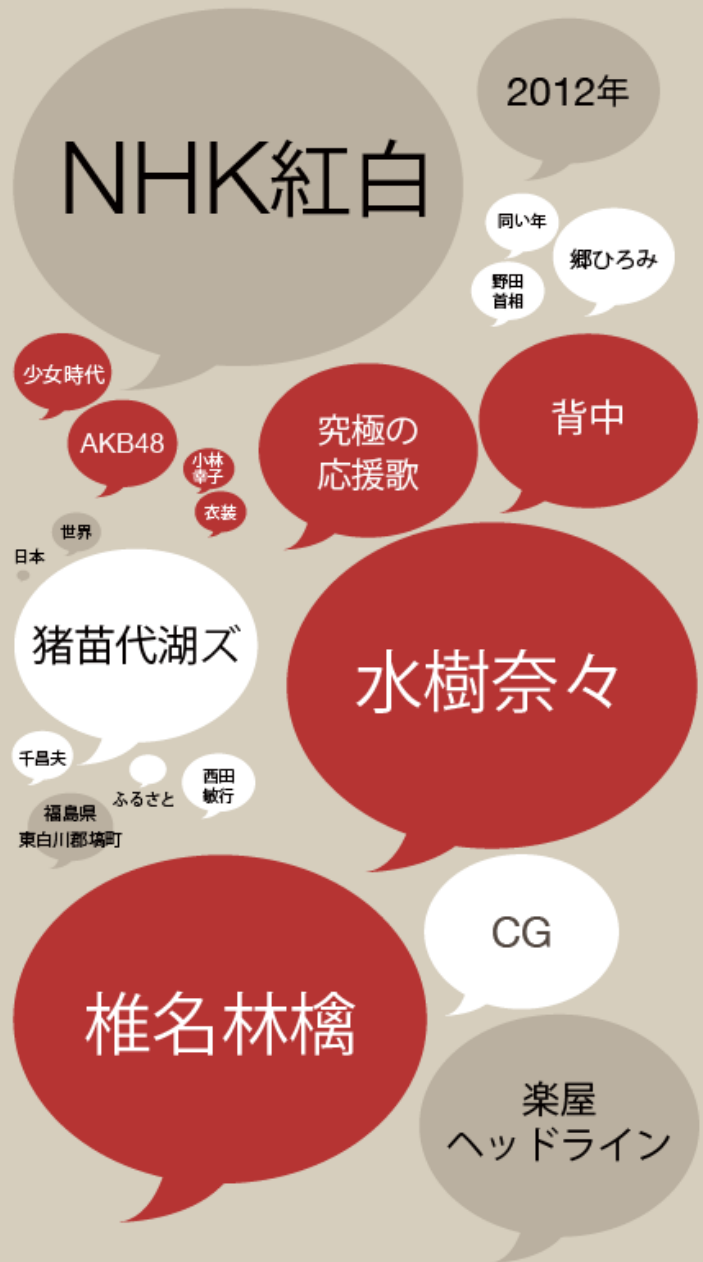 NHK紅白
2012年
同い年
郷ひろみ
野田
首相
少女時代
AKB48
小林
幸子
衣装
究極の
応援歌
背中
世界
日本
猪苗代湖ズ
水樹奈々
千昌夫
ふるさと
西田
敏行
福島県
東白川郡塙町
椎名林檎
CG
楽屋
ヘッドライン